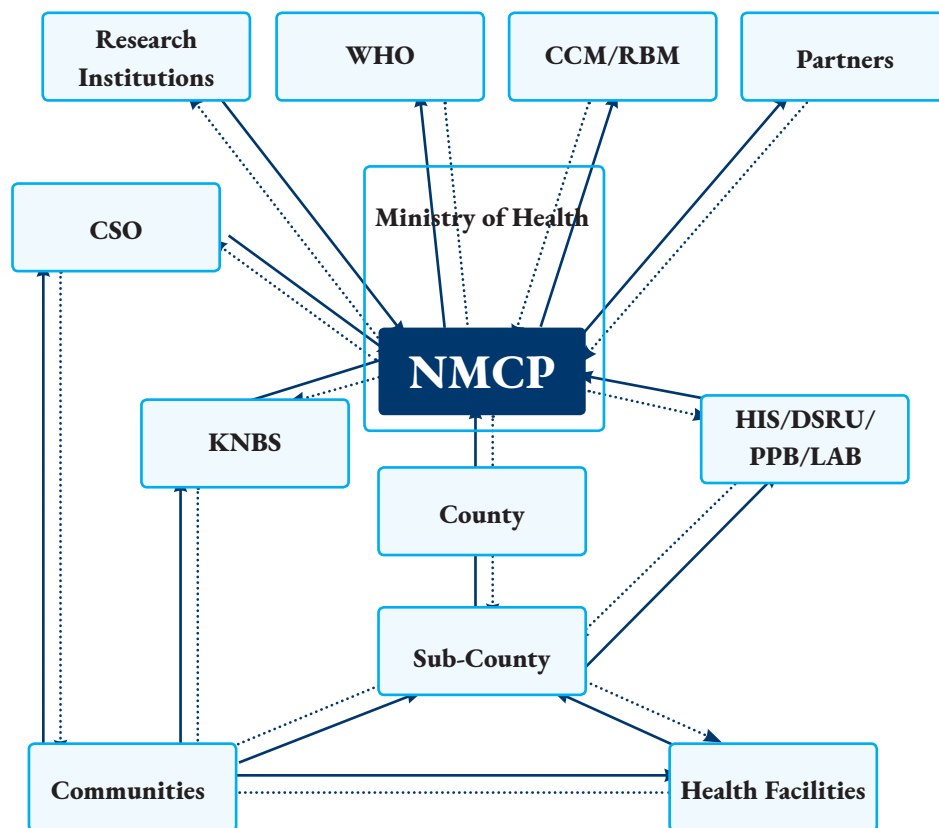 Research
Institutions
WHO
CCM/RBM
Partners
CSO
Ministry of Health
NMCP
KNBS
HIS/DSRU/
PPB/LAB
County
Sub-County
Communities
Health Facilities